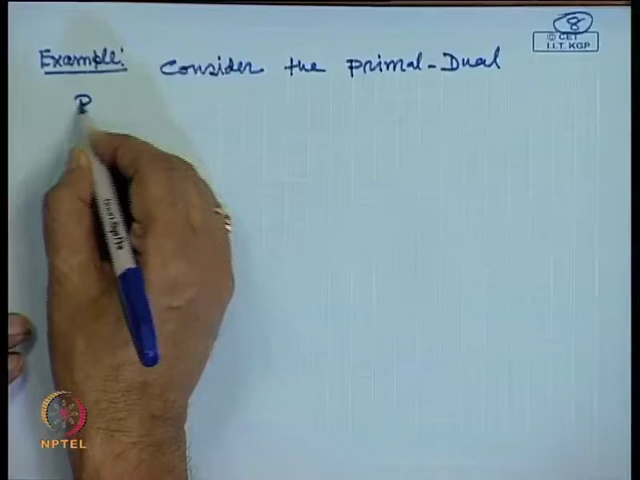 8
© CET
I.I.T. KGP
Example: Consider the primal-Dual
P
NPTEL